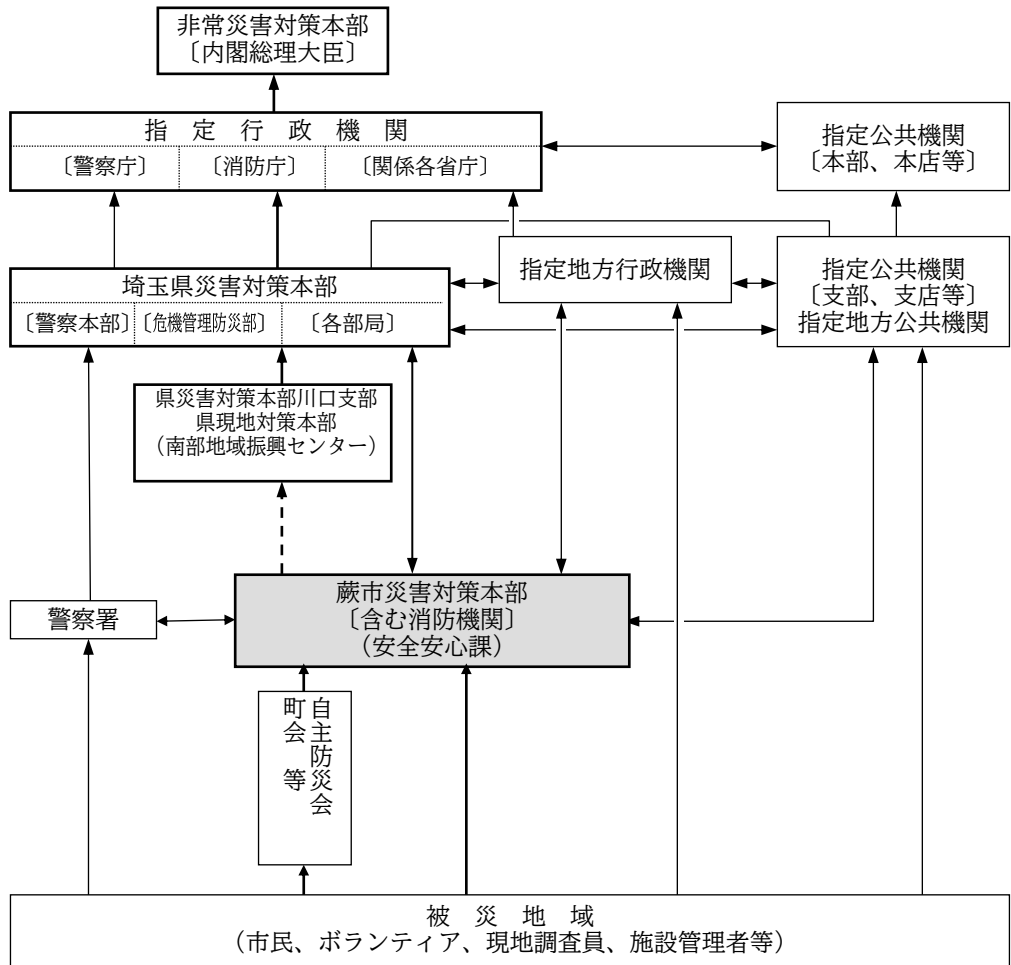 非常災害対策本部
〔内閣総理大臣〕
指定行政機関
〔警察庁〕 〔消防庁〕 〔関係各省庁〕
指定公共機関
〔本部、本店等〕
埼玉県災害対策本部
〔警察本部〕 〔危機管理防災部〕 〔各部局〕
指定地方行政機関
指定公共機関
〔支部、支店等〕
指定地方公共機関
県災害対策本部川口支部
県現地対策本部
（南部地域振興センター）
警察署
蕨市災害対策本部
〔含む消防機関〕
（安全安心課）
自主防災会
町会 等
被災地域
（市民、ボランティア、現地調査員、施設管理者等）